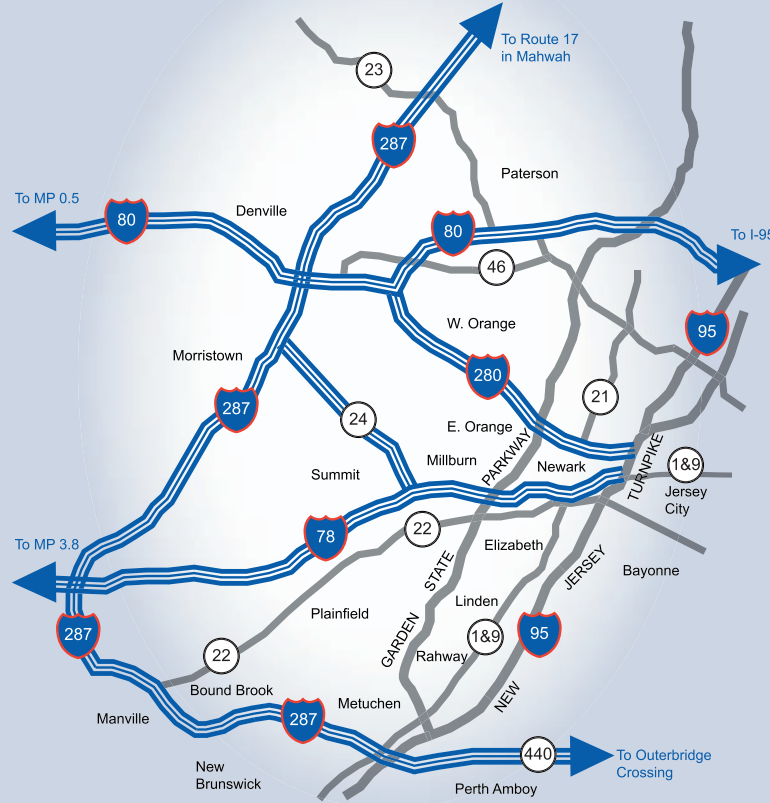 To Route 17
in Mahwah
23
287
Paterson
To MP 0.5
80
Denville
80
To I-95
46
W. Orange
95
Morristown
280
287
24
21
E. Orange
PARKWAY
Millburn
Newark
TURNPIKE
1&9
Summit
Jersey
City
78
22
To MP 3.8
Elizabeth
STATE
JERSEY
Bayonne
Plainfield
Linden
287
GARDEN
1&9
95
22
Rahway
Bound Brook
NEW
Metuchen
Manville
287
440
To Outerbridge
Crossing
New
Brunswick
Perth Amboy